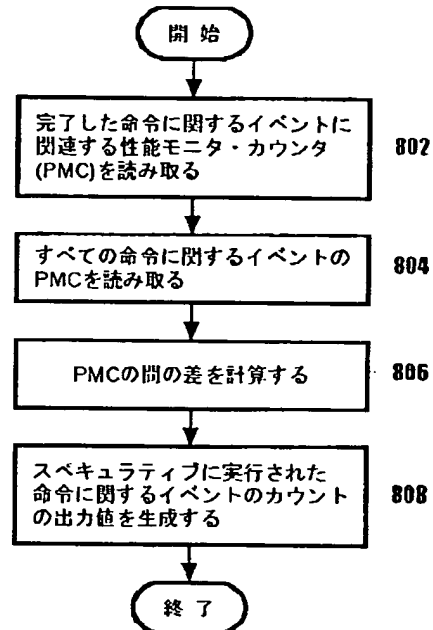 開 始
完了した命令に関するイベントに
関連する性能モニタ・カウンタ
(PMC)を読み取る
802
すべての命令に関するイベントの
PMCを読み取る
804
PMCの間の差を計算する
806
スペキュラティブに実行された
命令に関するイベントのカウント
の出力値を生成する
808
終 了